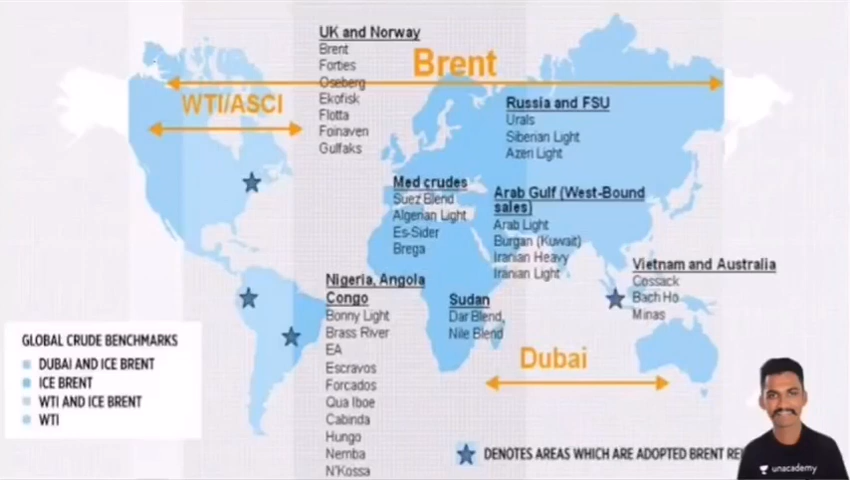 UK and Norway
Brent
Forties
Oseberg
Ekofisk
Flotta
Foinaven
Gulfaks
Brent
WTI/ASCI
Russia and FSU
Urals
Siberian Light
Azeri Light
Med crudes
Suez Blend
Algerian Light
Es-Sider
Brega
Arab Gulf (West-Bound
sales)
Arab Light
Burgan (Kuwait)
Iranian Heavy
Iranian Light
Vietnam and Australia
Cossack
Bach Ho
Minas
Nigeria, Angola
Congo
Bonny Light
Brass River
EA
Escravos
Forcados
Qua Iboe
Cabinda
Hungo
Nemba
N'Kossa
Sudan
Dar Blend,
Nile Blend
Dubai
GLOBAL CRUDE BENCHMARKS
DUBAI AND ICE BRENT
ICE BRENT
WTI AND ICE BRENT
WTI
DENOTES AREAS WHICH ARE ADOPTED BRENT
unacademy